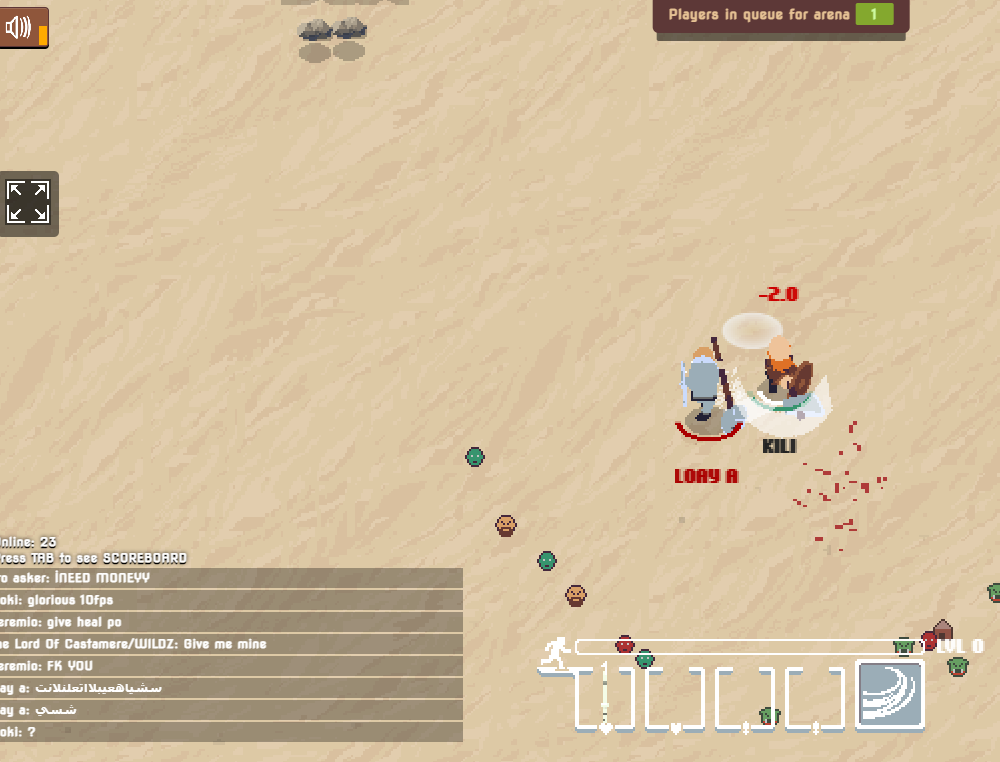 Players in queue for arena 1
-2.0
KILI
LOAY A
nline: 23
ress TAB to see SCOREBOARD
ro asker: İNEED MONEYY
oki: glorious 10fps
eremio: give heal po
he Lord Of Castamere/WILDZ: Give me mine
eremio: FK YOU
ay a: سشياهعيبلااتعلنلانت
ay a: شسي
oki: ?
LVL 0